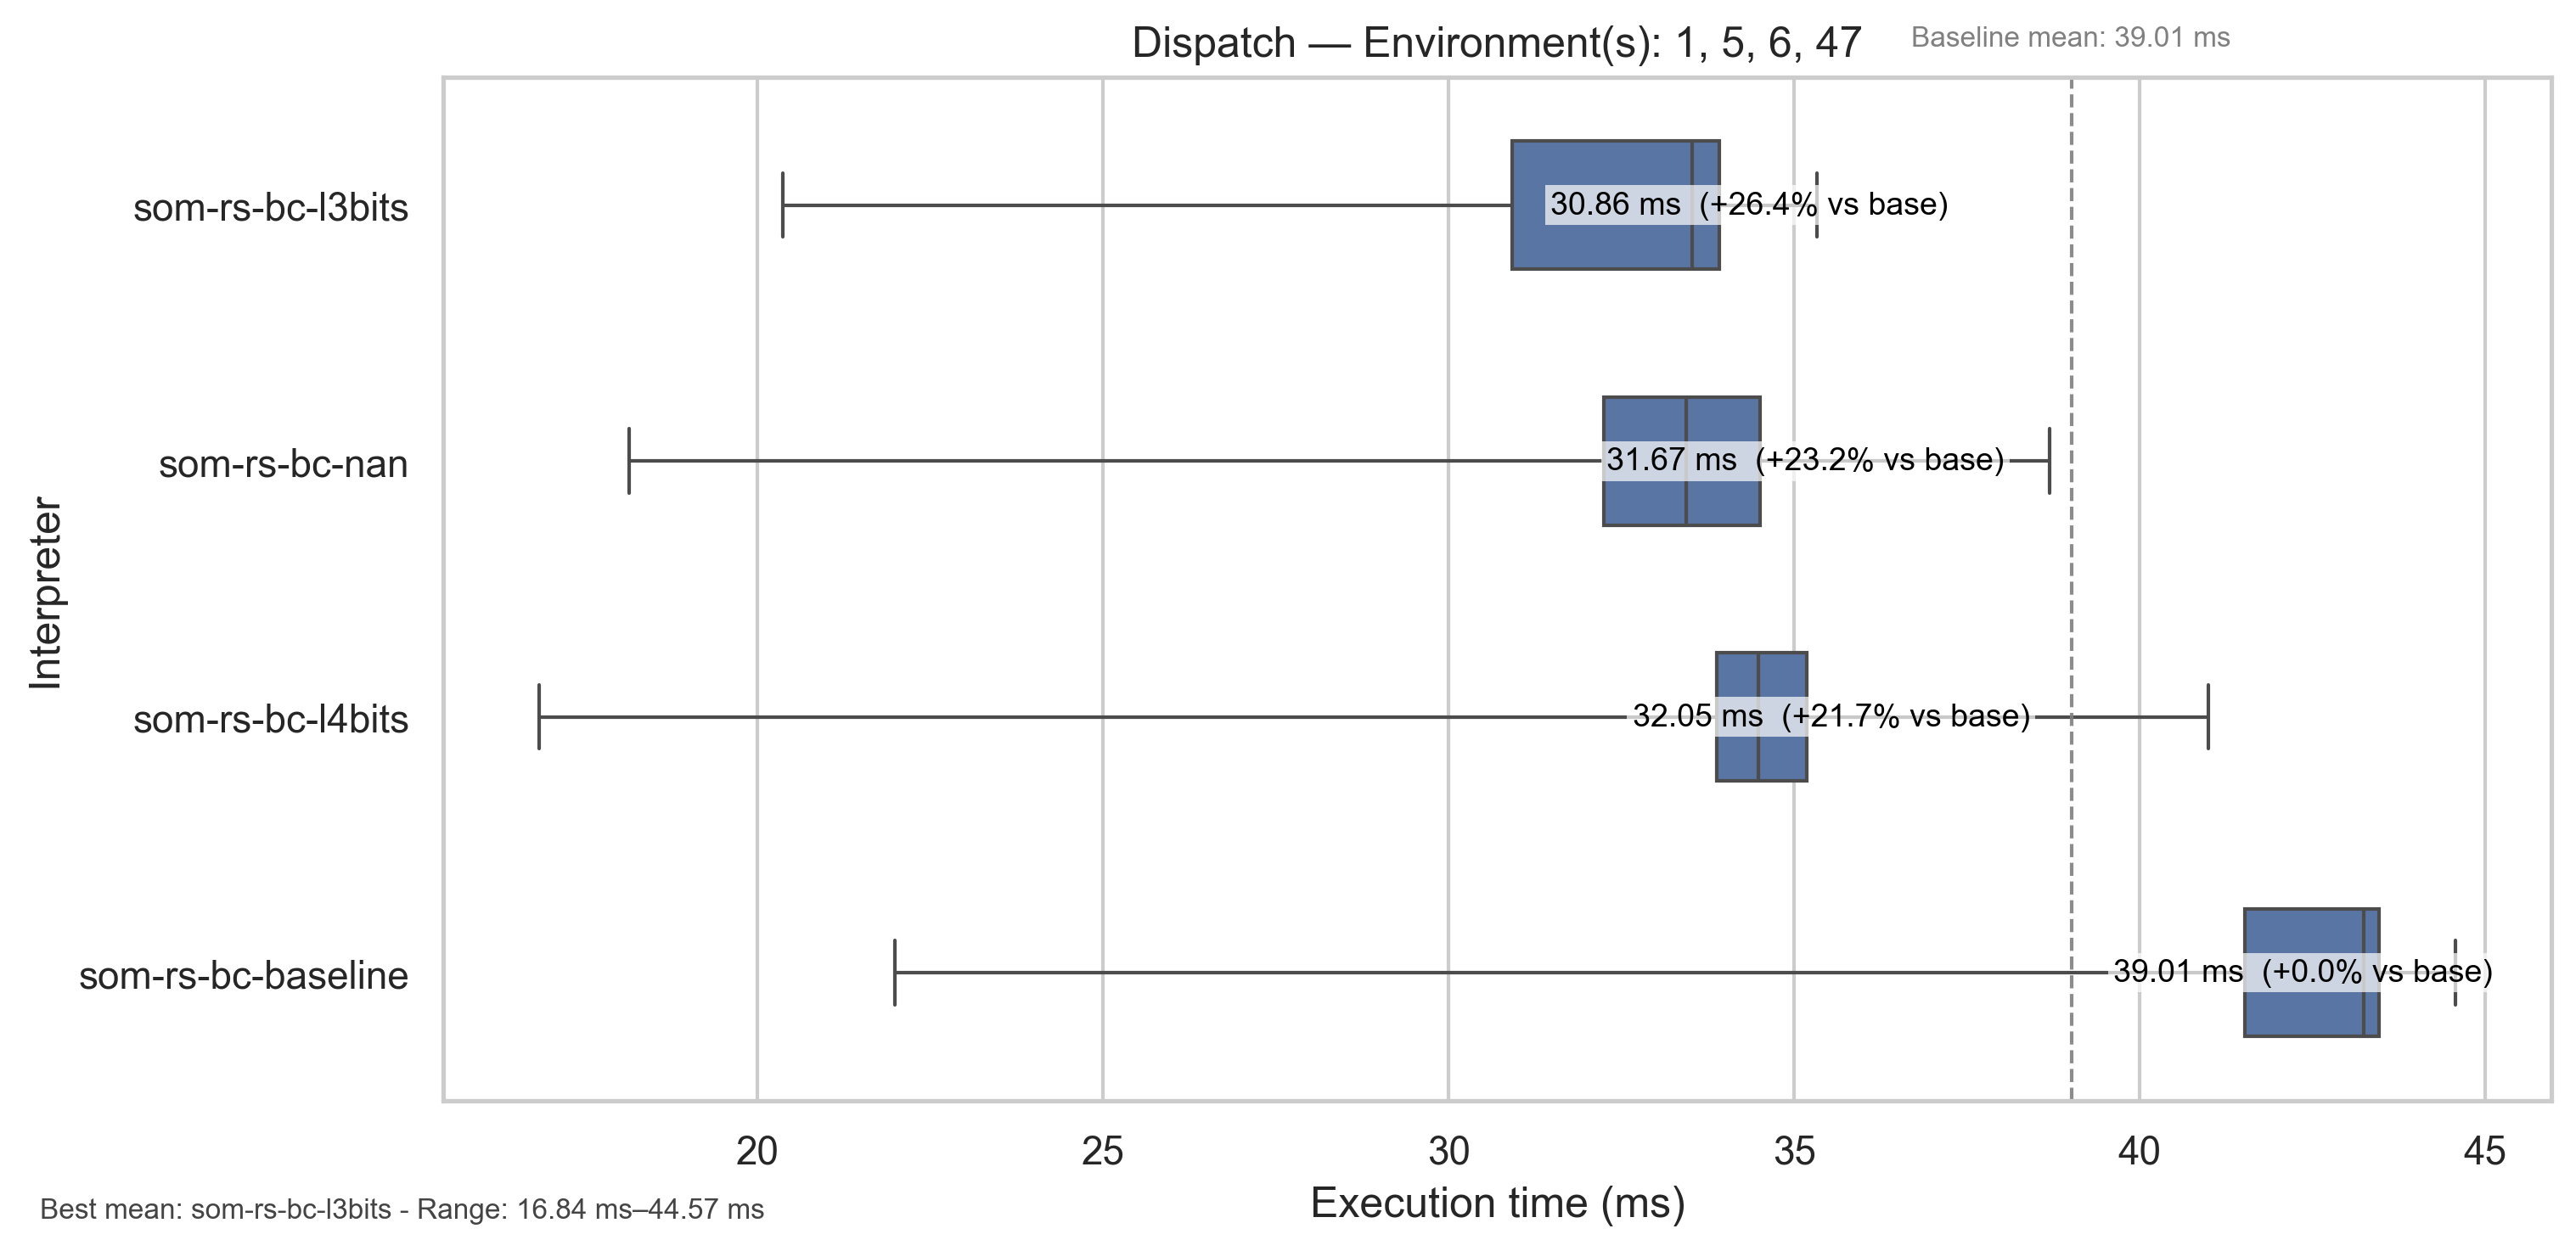 Dispatch — Environment(s): 1, 5, 6, 47
Baseline mean: 39.01 ms
Interpreter
som-rs-bc-l3bits
30.86 ms (+26.4% vs base)
som-rs-bc-nan
31.67 ms (+23.2% vs base)
som-rs-bc-l4bits
32.05 ms (+21.7% vs base)
som-rs-bc-baseline
39.01 ms (+0.0% vs base)
20 25 30 35 40 45
Execution time (ms)
Best mean: som-rs-bc-l3bits - Range: 16.84 ms–44.57 ms